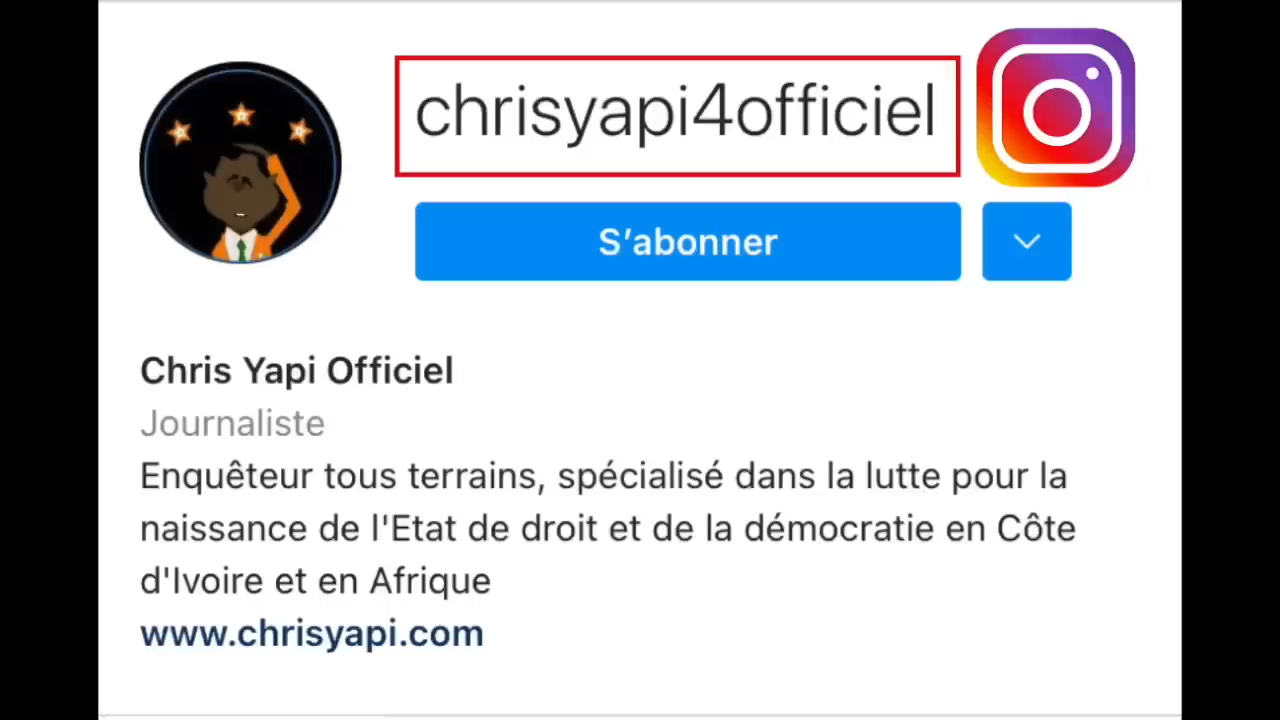 chrisyapi4officiel
S’abonner
Chris Yapi Officiel
Journaliste
Enquêteur tous terrains, spécialisé dans la lutte pour la
naissance de l'Etat de droit et de la démocratie en Côte
d'Ivoire et en Afrique
www.chrisyapi.com